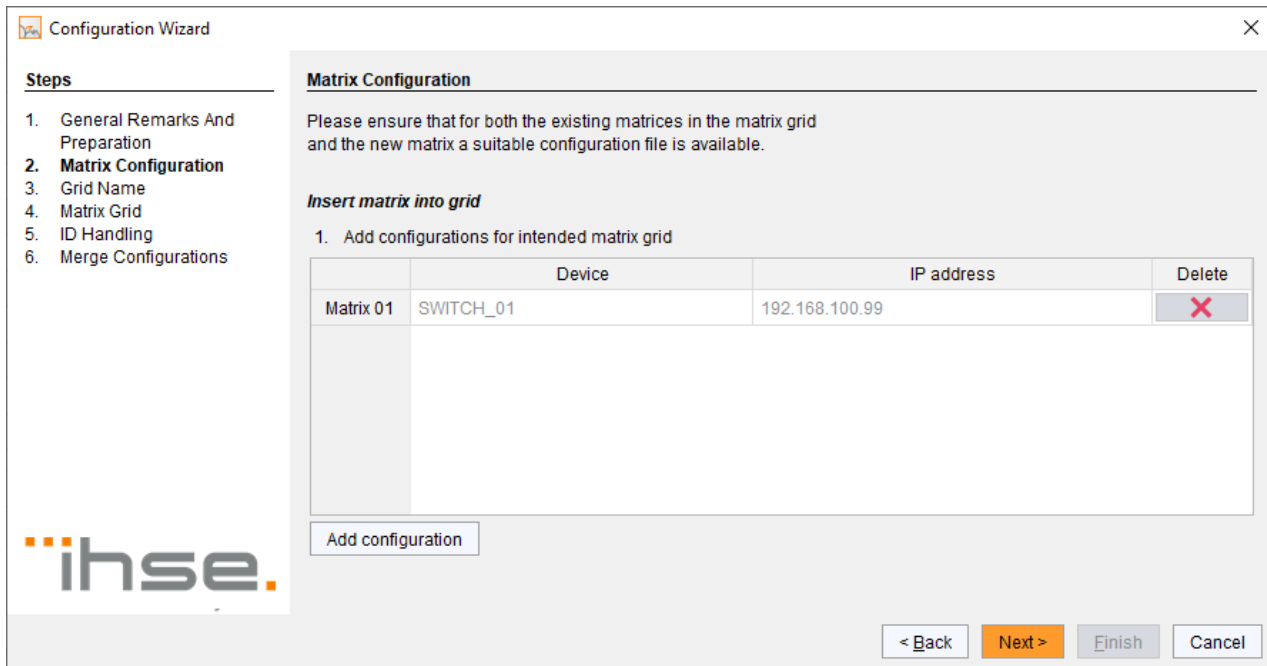 Configuration Wizard
Steps
1. General Remarks And
Preparation
2. Matrix Configuration
3. Grid Name
4. Matrix Grid
5. ID Handling
6. Merge Configurations
ihse.
Matrix Configuration
Please ensure that for both the existing matrices in the matrix grid
and the new matrix a suitable configuration file is available.
Insert matrix into grid
1. Add configurations for intended matrix grid
Device IP address Delete
Matrix 01 SWITCH_01 192.168.100.99
Add configuration
< Back Next > Finish Cancel